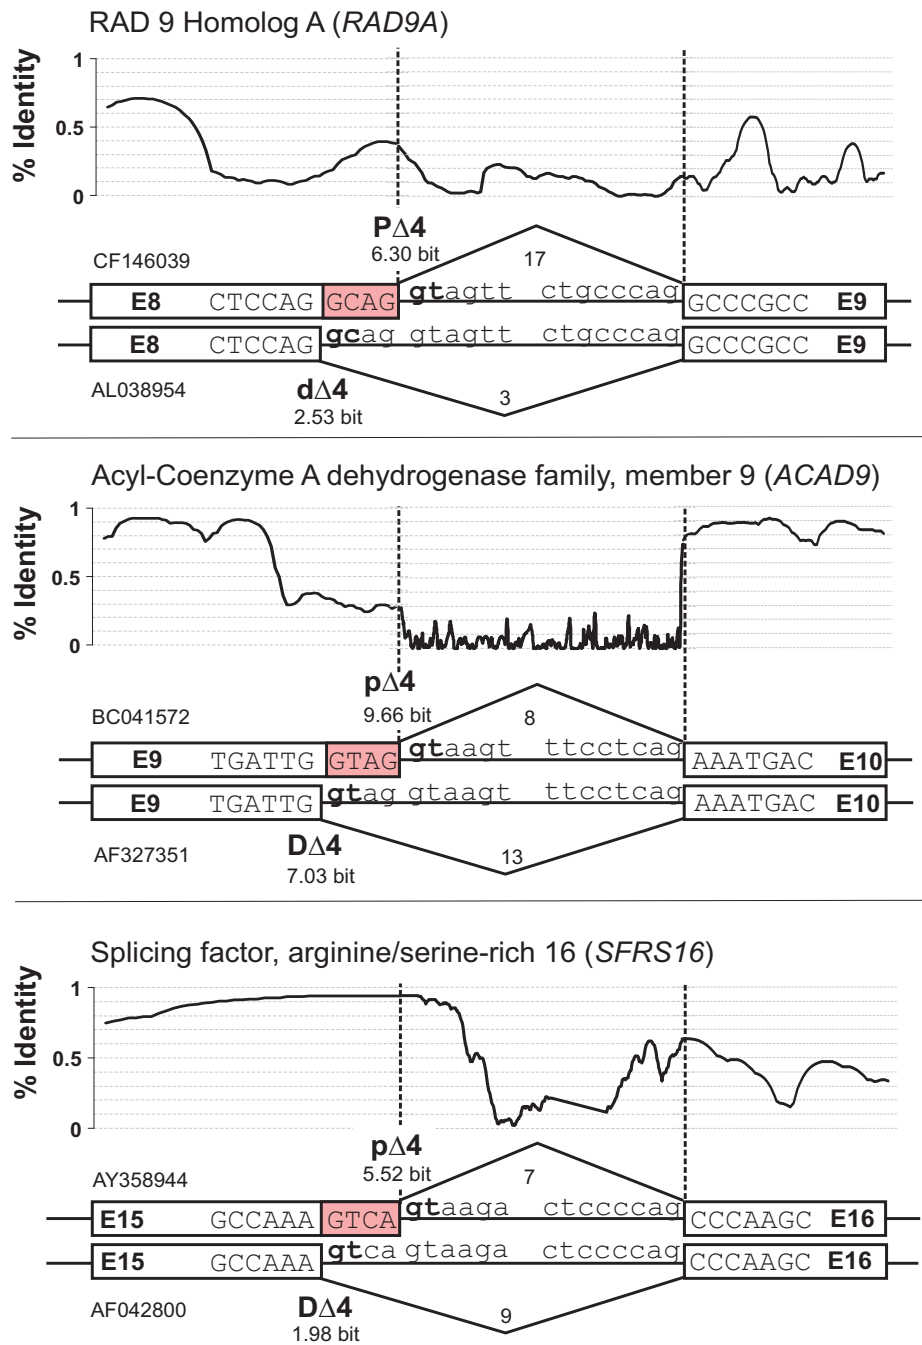 RAD 9 Homolog A (RAD9A)
% Identity
1
0.5
0
PΔ4
6.30 bit
17
CF146039
E8 CTCCAG GCAG gtagtt ctgcccag GCCCGCC E9
E8 CTCCAG gcag gtagtt ctgcccag GCCCGCC E9
AL038954
dΔ4
2.53 bit
3
Acyl-Coenzyme A dehydrogenase family, member 9 (ACAD9)
% Identity
1
0.5
0
pΔ4
9.66 bit
8
BC041572
E9 TGATTG GTAG gtaagt ttcctcag AAATGAC E10
E9 TGATTG gtag gtaagt ttcctcag AAATGAC E10
AF327351
DΔ4
7.03 bit
13
Splicing factor, arginine/serine-rich 16 (SFRS16)
% Identity
1
0.5
0
pΔ4
5.52 bit
7
AY358944
E15 GCCAAA GTCA gtaaga ctccccag CCCAAGC E16
E15 GCCAAA gtca gtaaga ctccccag CCCAAGC E16
AF042800
DΔ4
1.98 bit
9